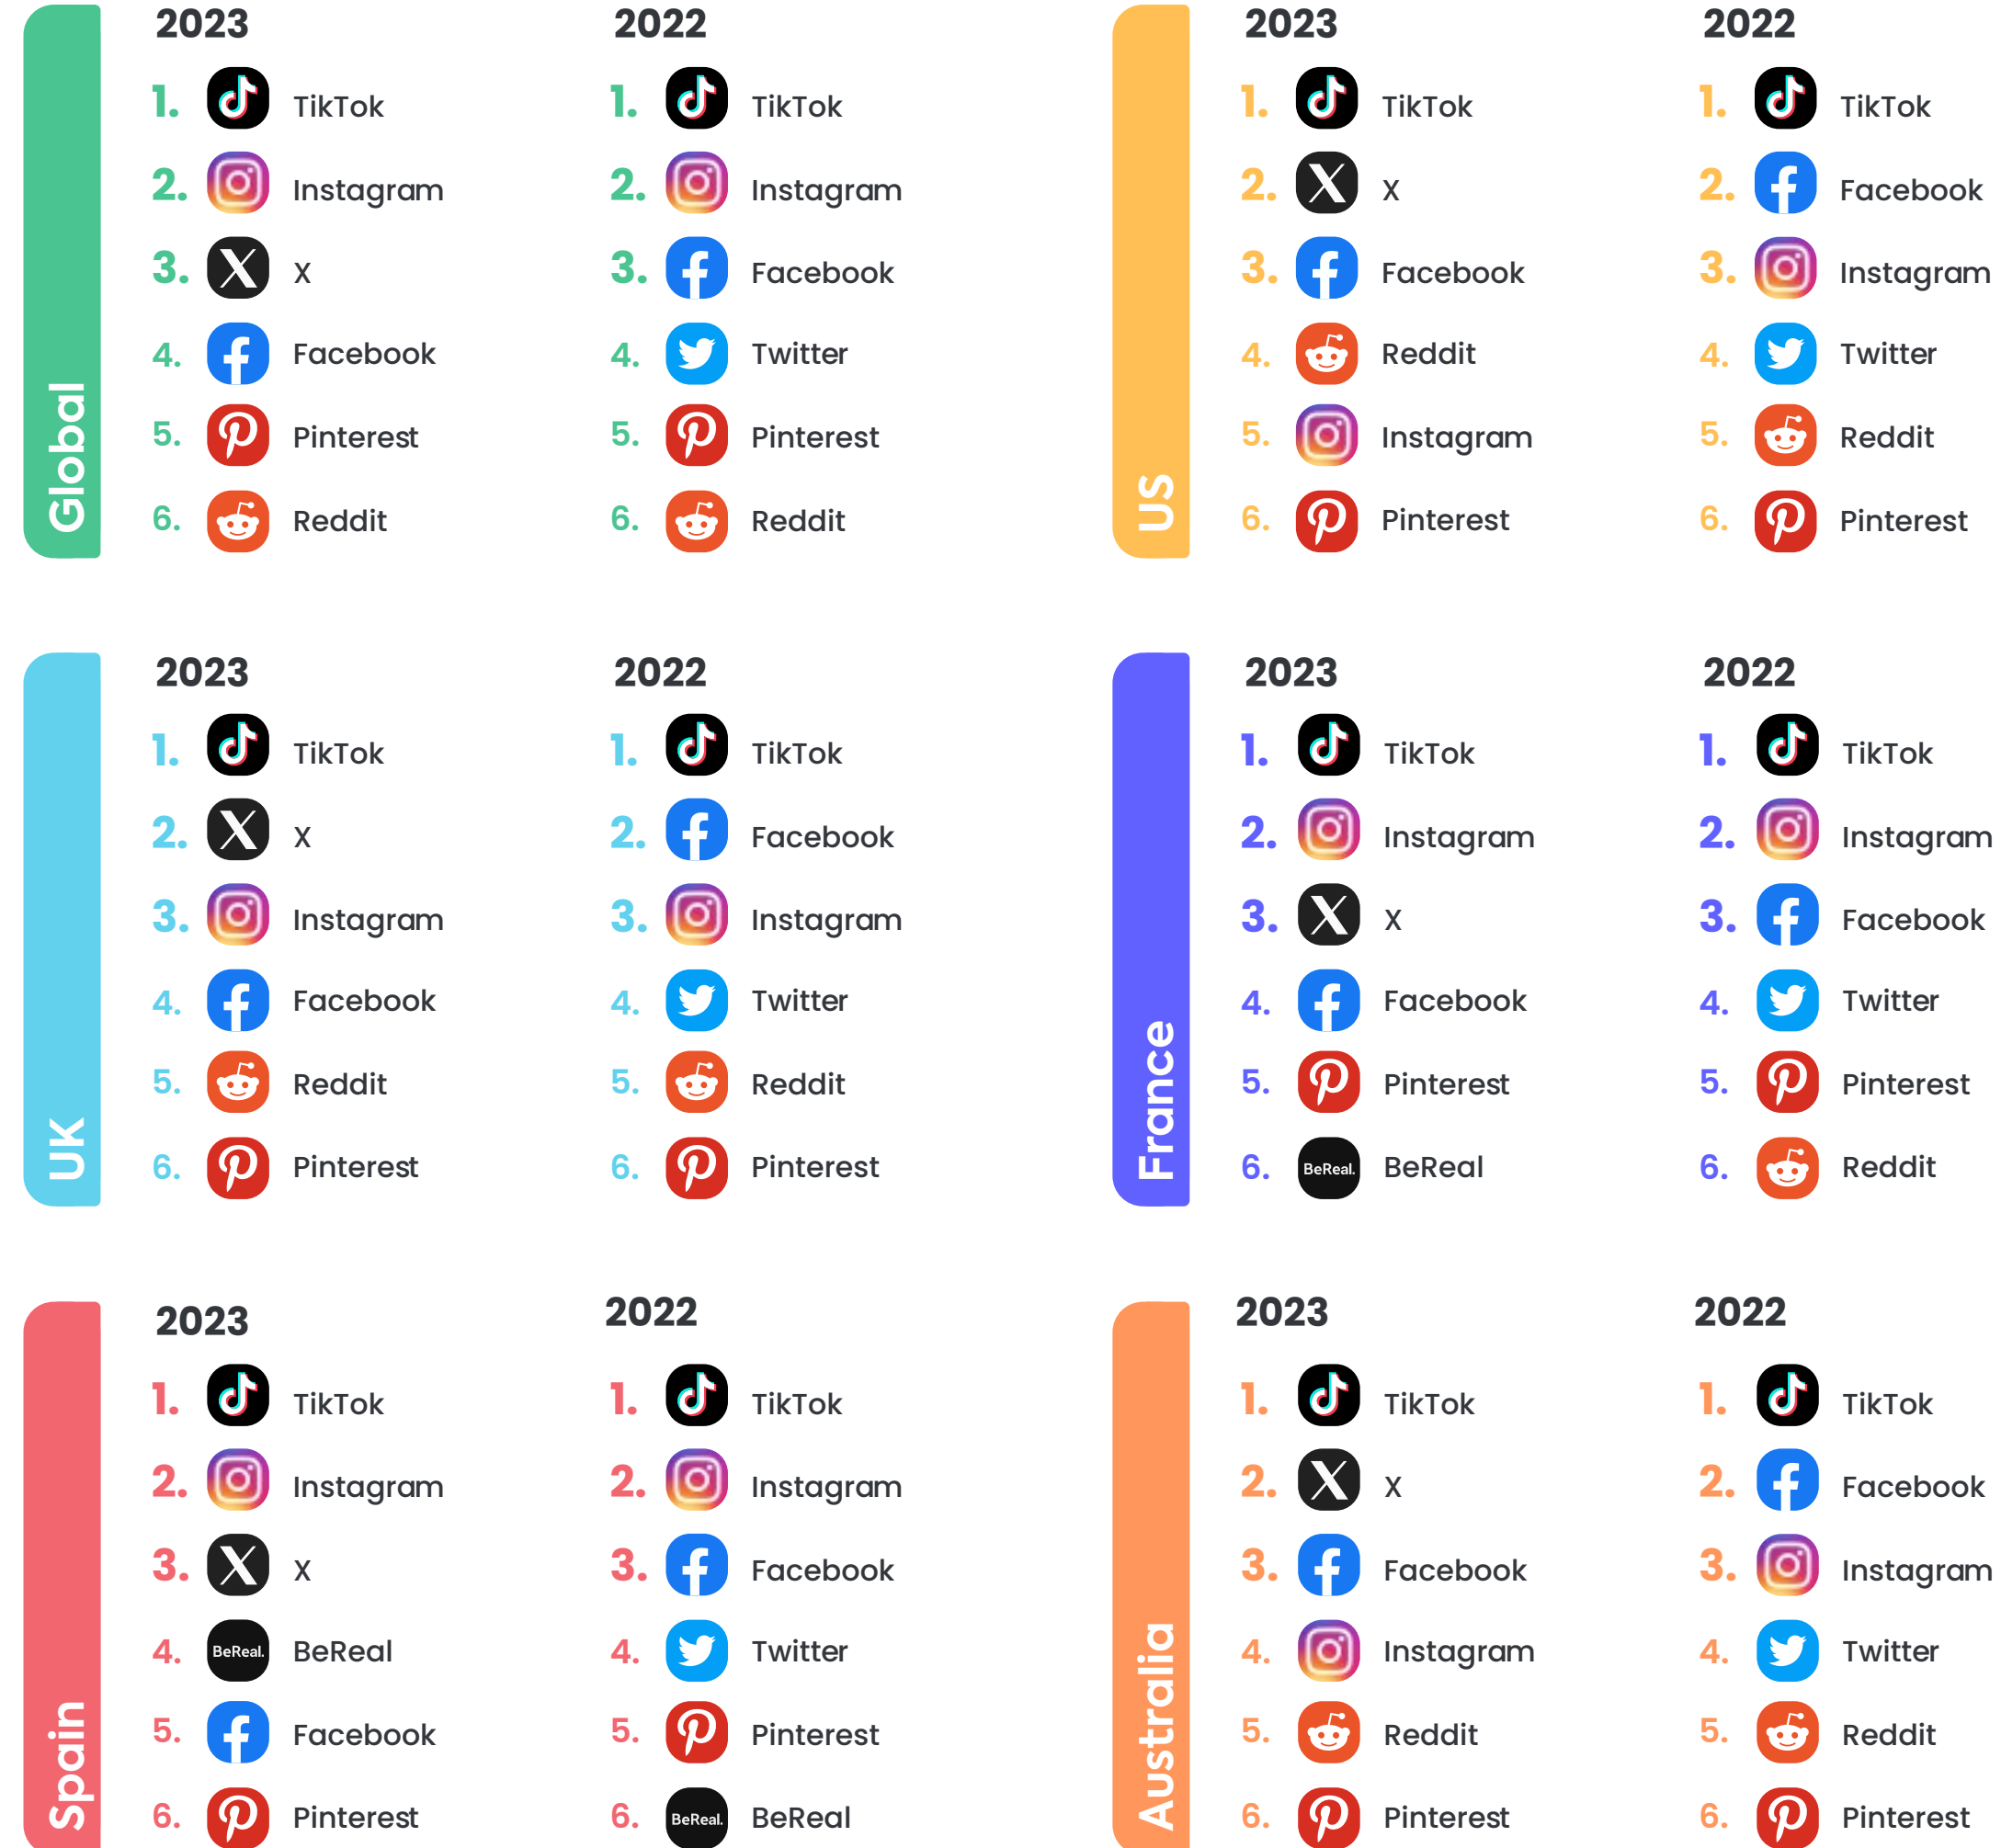 Global
2023
1. TikTok
2. Instagram
3. X
4. Facebook
5. Pinterest
6. Reddit
2022
1. TikTok
2. Instagram
3. Facebook
4. Twitter
5. Pinterest
6. Reddit
US
2023
1. TikTok
2. X
3. Facebook
4. Reddit
5. Instagram
6. Pinterest
2022
1. TikTok
2. Facebook
3. Instagram
4. Twitter
5. Reddit
6. Pinterest
UK
2023
1. TikTok
2. X
3. Instagram
4. Facebook
5. Reddit
6. Pinterest
2022
1. TikTok
2. Facebook
3. Instagram
4. Twitter
5. Reddit
6. Pinterest
France
2023
1. TikTok
2. Instagram
3. X
4. Facebook
5. Pinterest
6. BeReal. BeReal
2022
1. TikTok
2. Instagram
3. Facebook
4. Twitter
5. Pinterest
6. Reddit
Spain
2023
1. TikTok
2. Instagram
3. X
4. BeReal. BeReal
5. Facebook
6. Pinterest
2022
1. TikTok
2. Instagram
3. Facebook
4. Twitter
5. Pinterest
6. BeReal. BeReal
Australia
2023
1. TikTok
2. X
3. Facebook
4. Instagram
5. Reddit
6. Pinterest
2022
1. TikTok
2. Facebook
3. Instagram
4. Twitter
5. Reddit
6. Pinterest